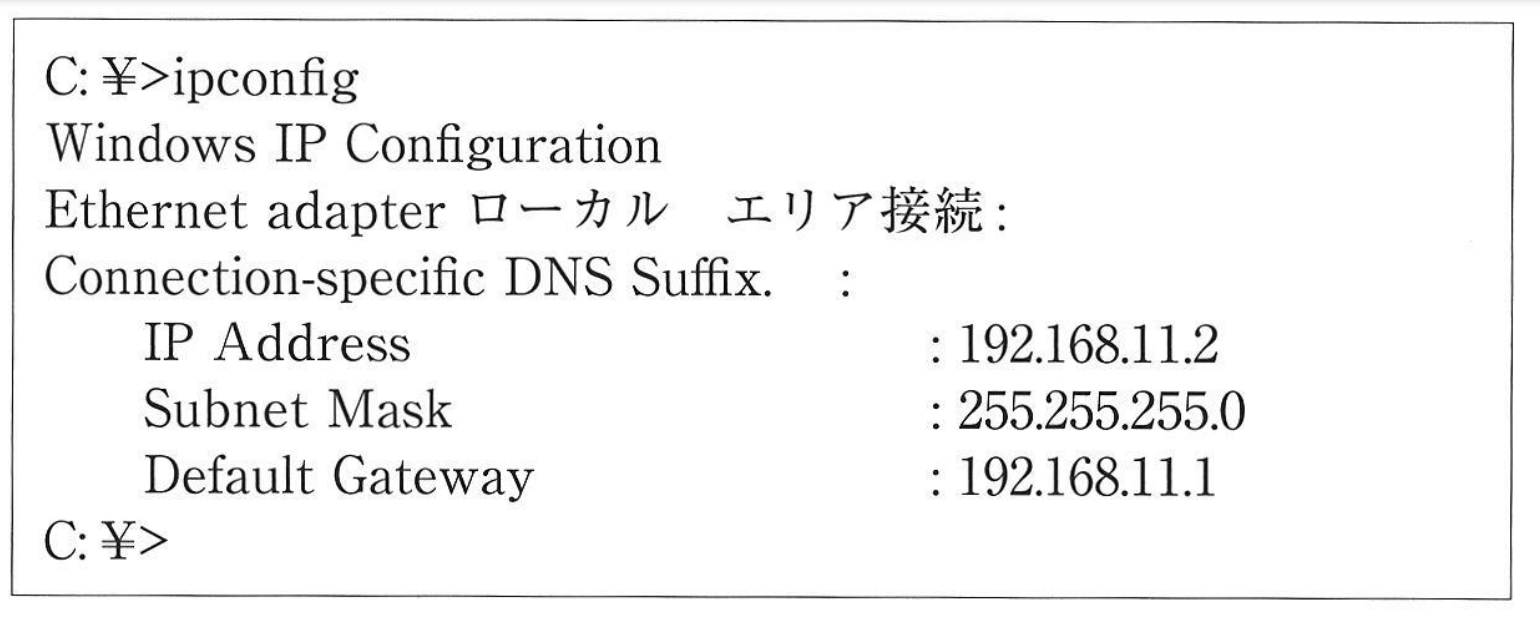 C:¥>ipconfig
Windows IP Configuration
Ethernet adapter ローカル　エリア接続:
Connection-specific DNS Suffix.　:
IP Address : 192.168.11.2
Subnet Mask : 255.255.255.0
Default Gateway : 192.168.11.1
C:¥>